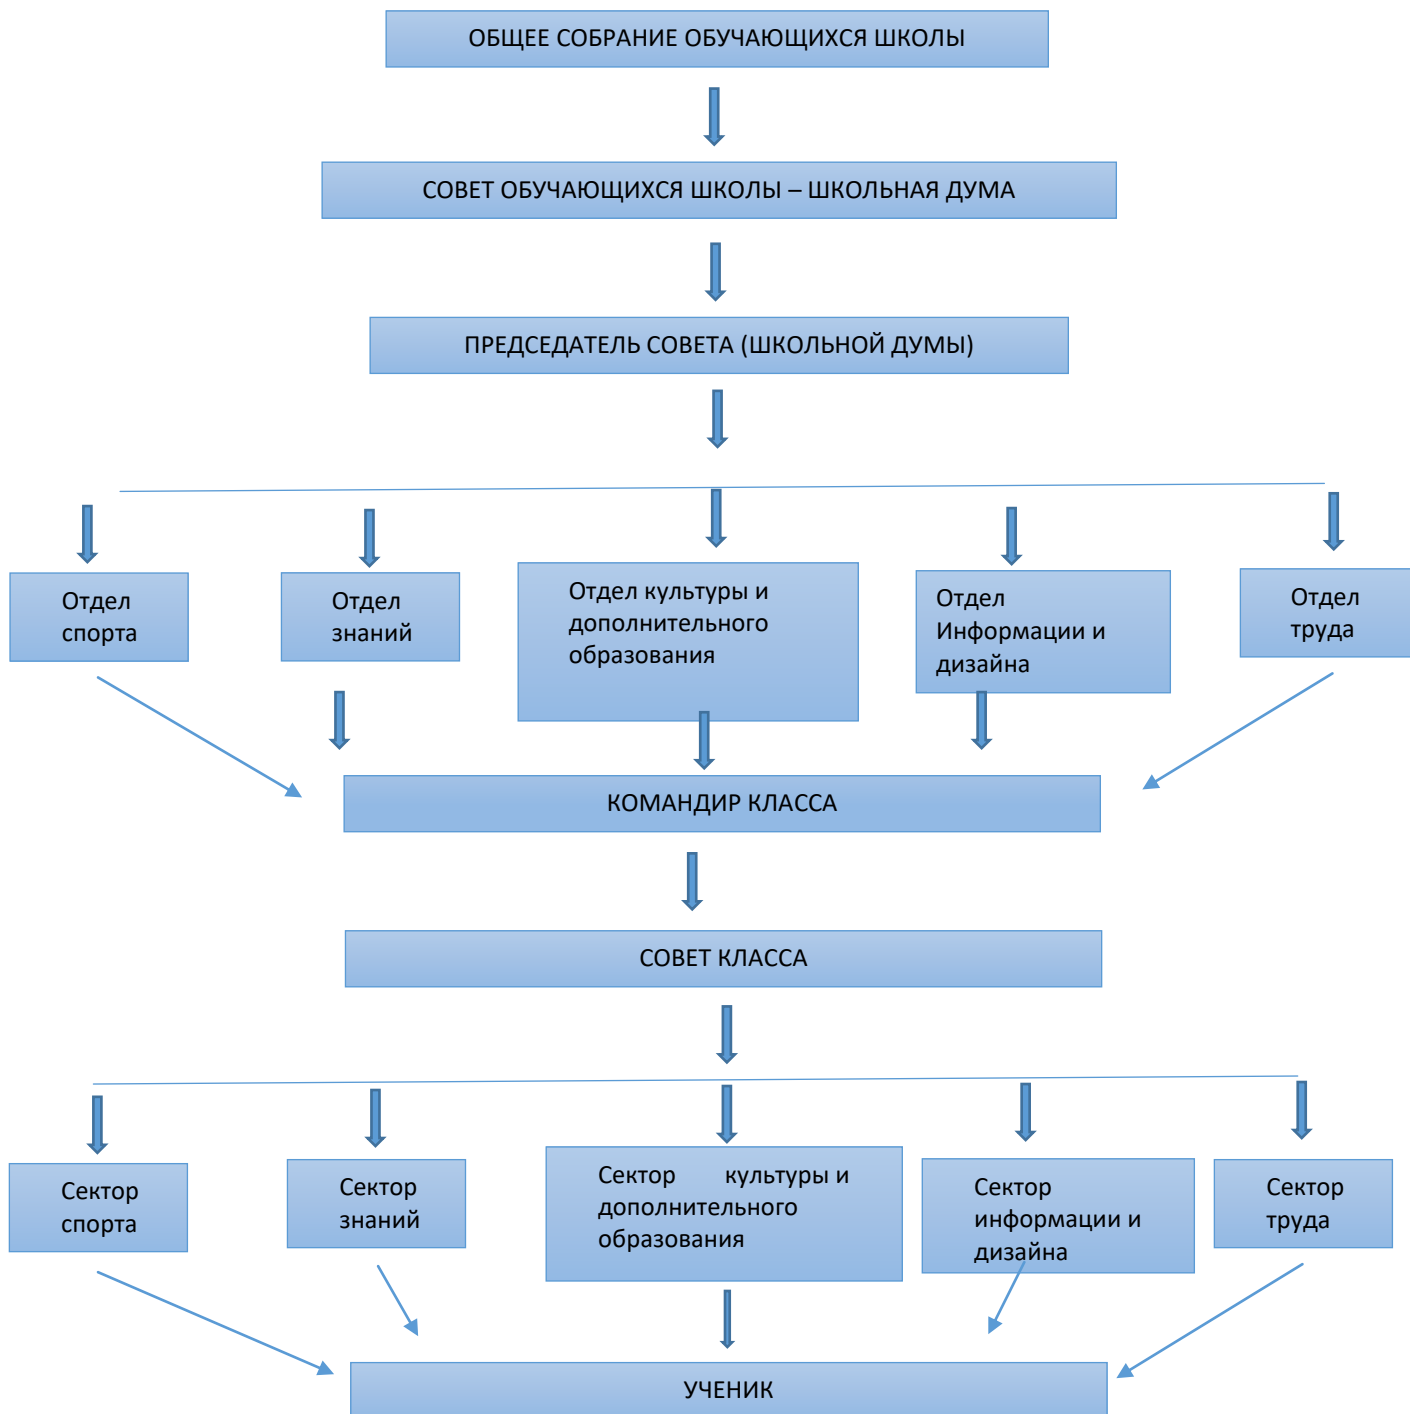 ОБЩЕЕ СОБРАНИЕ ОБУЧАЮЩИХСЯ ШКОЛЫ
СОВЕТ ОБУЧАЮЩИХСЯ ШКОЛЫ – ШКОЛЬНАЯ ДУМА
ПРЕДСЕДАТЕЛЬ СОВЕТА (ШКОЛЬНОЙ ДУМЫ)
Отдел
спорта
Отдел
знаний
Отдел культуры и
дополнительного
образования
Отдел
Информации и
дизайна
Отдел
труда
КОМАНДИР КЛАССА
СОВЕТ КЛАССА
Сектор
спорта
Сектор
знаний
Сектор культуры и
дополнительного
образования
Сектор
информации и
дизайна
Сектор
труда
УЧЕНИК